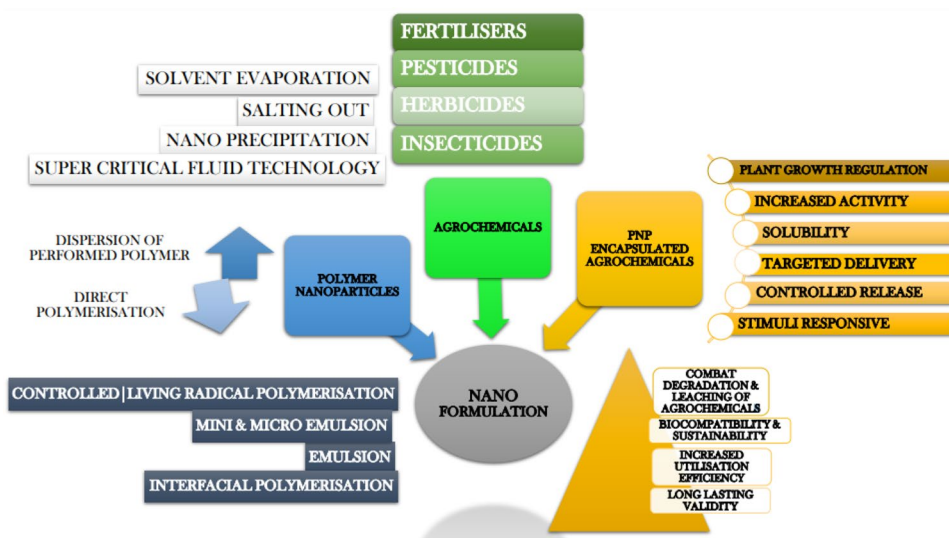 FERTILISERS
PESTICIDES
HERBICIDES
INSECTICIDES
SOLVENT EVAPORATION
SALTING OUT
NANO PRECIPITATION
SUPER CRITICAL FLUID TECHNOLOGY
DISPERSION OF
PERFORMED POLYMER
DIRECT
POLYMERISATION
POLYMER
NANOPARTICLES
AGROCHEMICALS
PNP
ENCAPSULATED
AGROCHEMICALS
PLANT GROWTH REGULATION
INCREASED ACTIVITY
SOLUBILITY
TARGETED DELIVERY
CONTROLLED RELEASE
STIMULI RESPONSIVE
NANO
FORMULATION
CONTROLLED|LIVING RADICAL POLYMERISATION
MINI & MICRO EMULSION
EMULSION
INTERFACIAL POLYMERISATION
COMBAT
DEGRADATION &
LEACHING OF
AGROCHEMICALS
BIOCOMPATIBILITY &
SUSTAINABILITY
INCREASED
UTILISATION
EFFICIENCY
LONG LASTING
VALIDITY